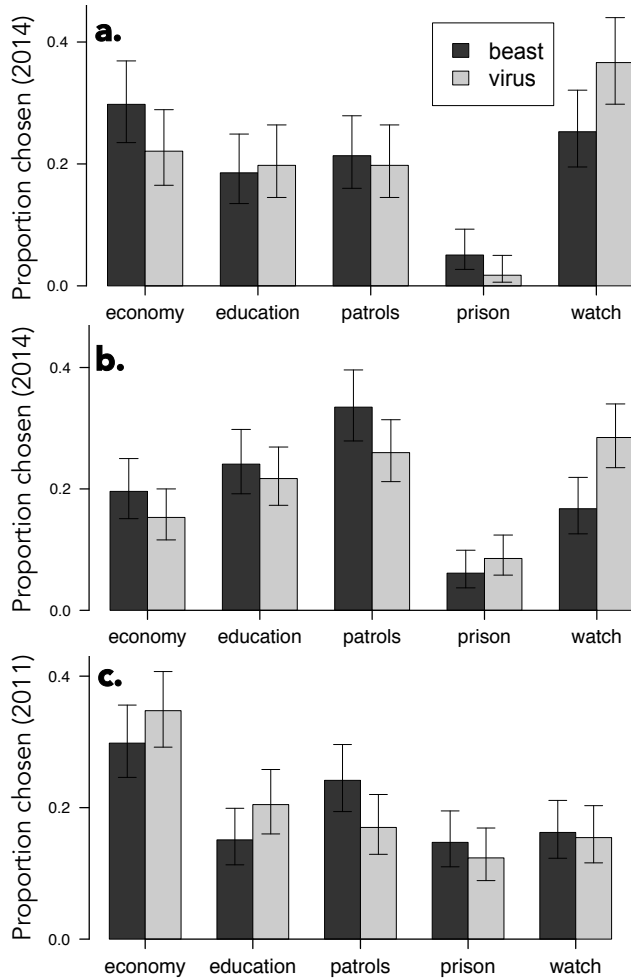 a.
Proportion chosen (2014)
0.4
0.2
0.0
beast
virus
economy education patrols prison watch
b.
Proportion chosen (2014)
0.4
0.2
0.0
economy education patrols prison watch
c.
Proportion chosen (2011)
0.4
0.2
0.0
economy education patrols prison watch